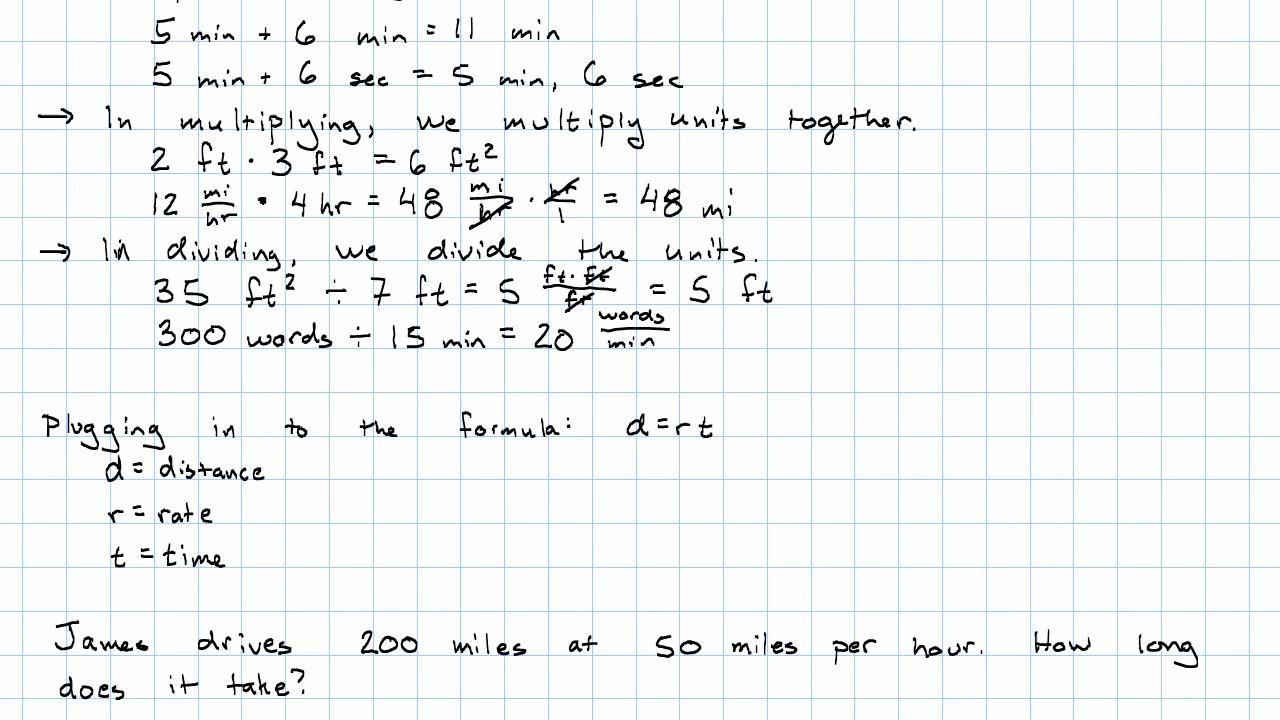 5 min + 6 min = 11 min
5 min + 6 sec = 5 min, 6 sec
→ In multiplying, we multiply units together.
2 ft · 3 ft = 6 ft²
12 mi/hr · 4 hr = 48 mi/hr · hr/1 = 48 mi
→ In dividing, we divide the units.
35 ft² ÷ 7 ft = 5 ft·ft/ft = 5 ft
300 words ÷ 15 min = 20 words/min
Plugging in to the formula: d=rt
d = distance
r = rate
t = time
James drives 200 miles at 50 miles per hour. How long
does it take?